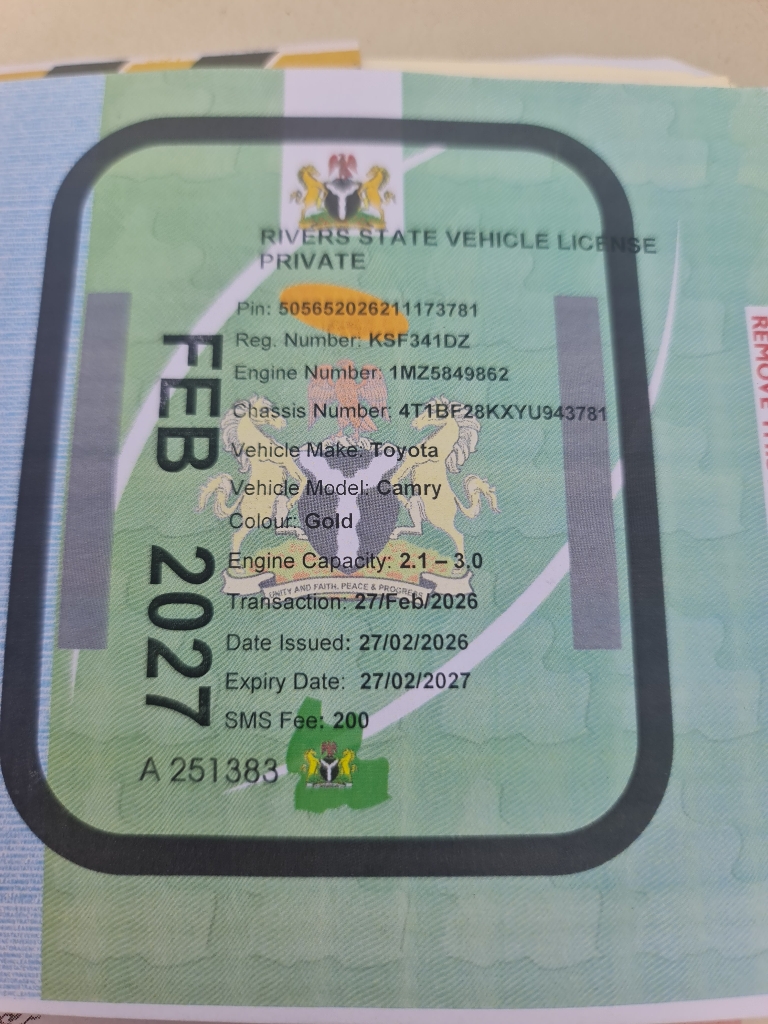 RIVERS STATE VEHICLE LICENSE
PRIVATE
Pin: 505652026211173781
Reg. Number: KSF341DZ
Engine Number: 1MZ5849862
Chassis Number: 4T1BF28KXYU943781
Vehicle Make: Toyota
Vehicle Model: Camry
Colour: Gold
Engine Capacity: 2.1 – 3.0
UNITY AND FAITH, PEACE & PROGRESS
Transaction: 27/Feb/2026
Date Issued: 27/02/2026
Expiry Date: 27/02/2027
SMS Fee: 200
A 251383
FEB 2027
REMOVE